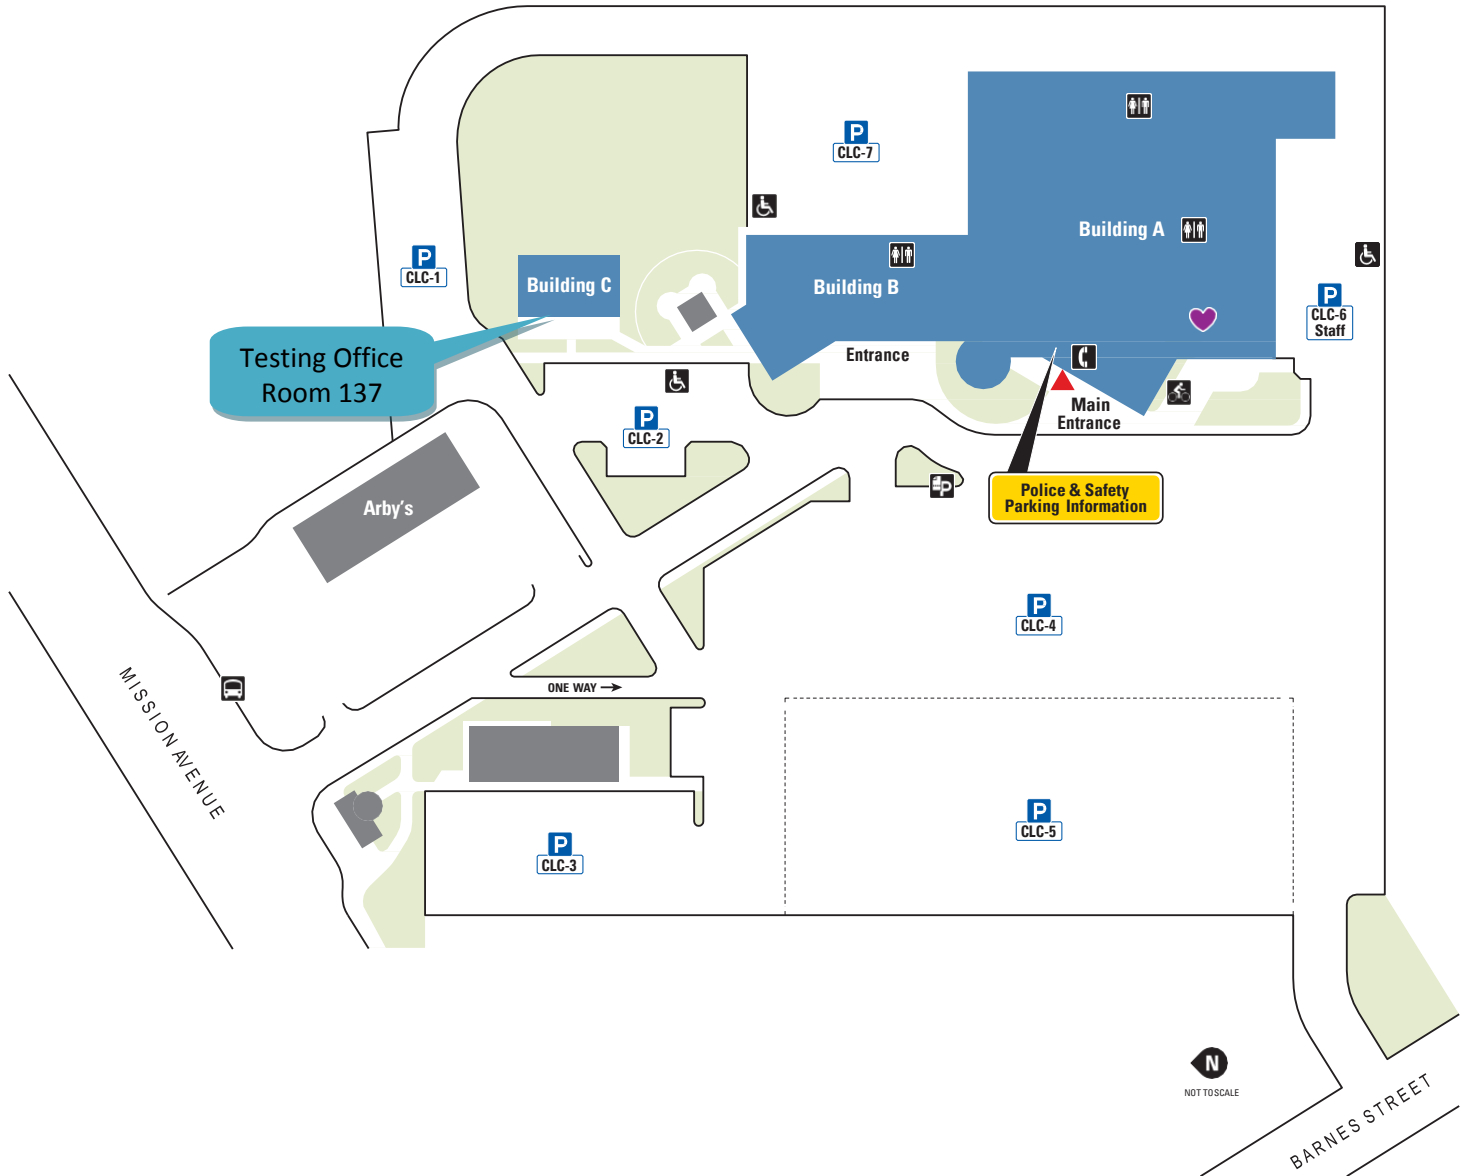 P
CLC-7
Building A
P
CLC-1
Building C
Building B
P
CLC-6
Staff
Testing Office
Room 137
Entrance
Main
Entrance
P
CLC-2
Arby's
P
Police & Safety
Parking Information
P
CLC-4
ONE WAY
MISSION AVENUE
P
CLC-3
P
CLC-5
N
NOT TO SCALE
BARNES STREET